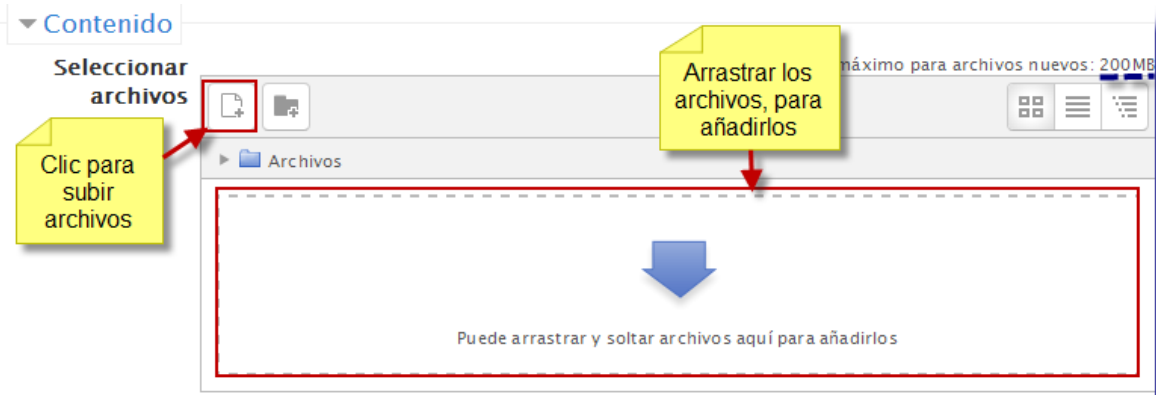 Contenido
Seleccionar
archivos
máximo para archivos nuevos: 200MB
Arrastrar los
archivos, para
añadirlos
Clic para
subir
archivos
Archivos
Puede arrastrar y soltar archivos aquí para añadirlos